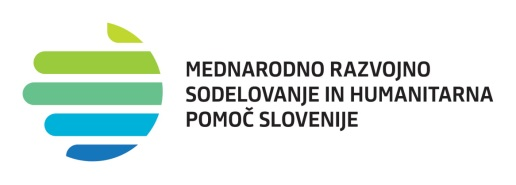 MEDNARODNO RAZVOJNO
SODELOVANJE IN HUMANITARNA
POMOČ SLOVENIJE